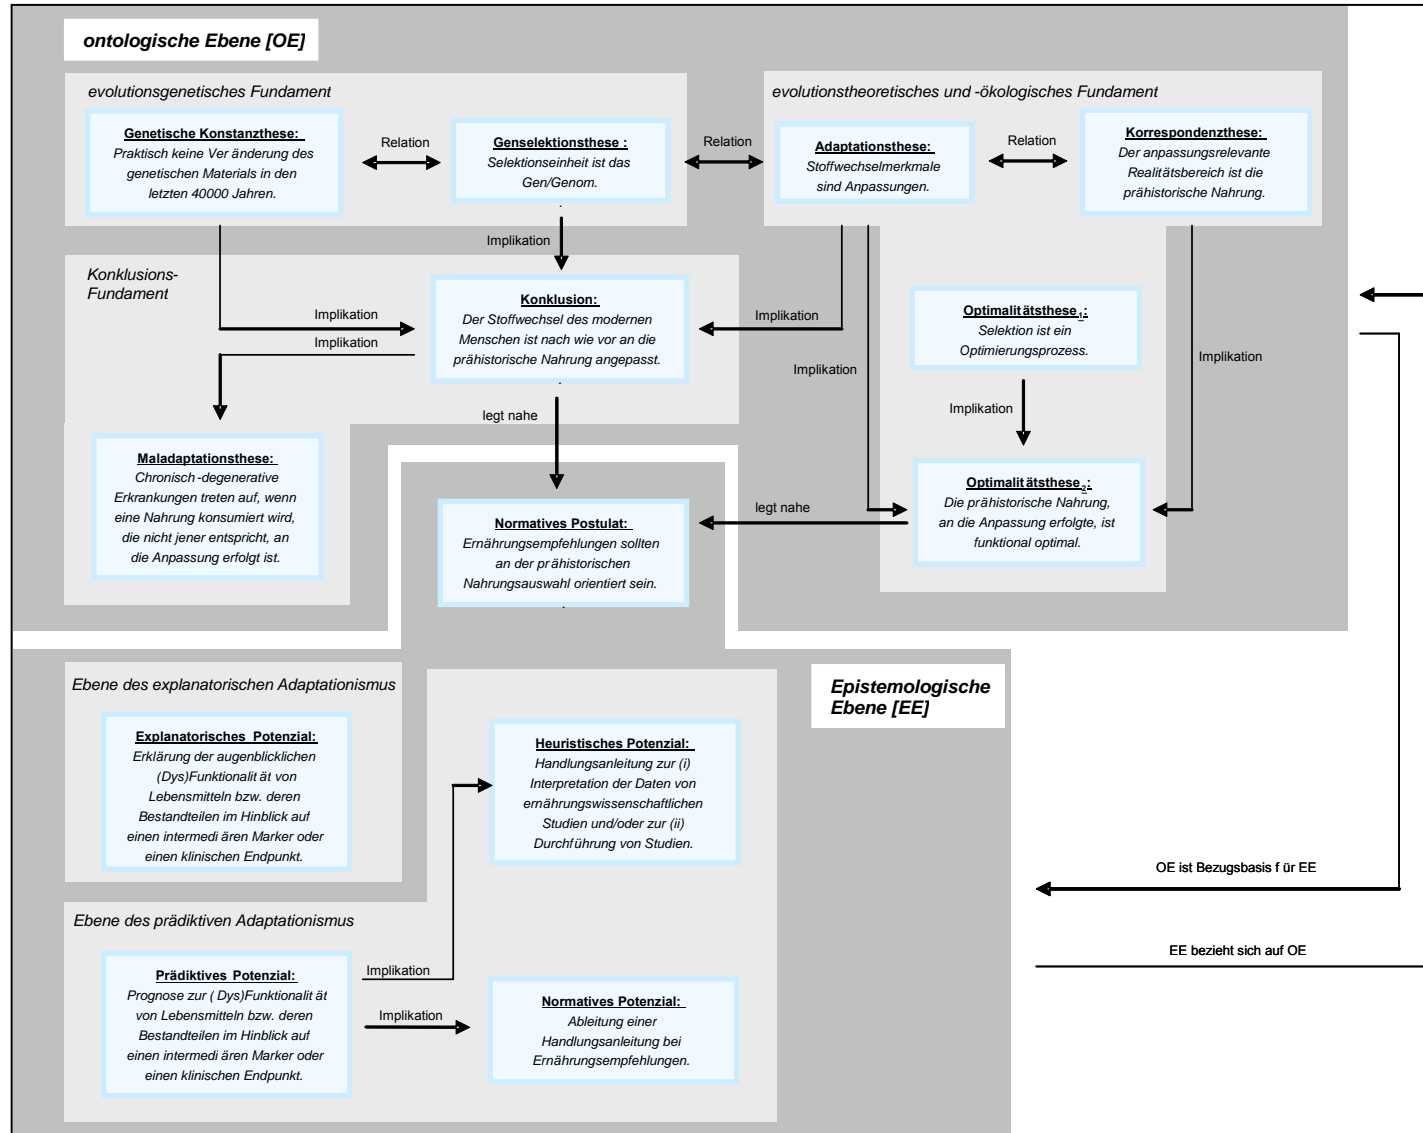 ontologische Ebene [OE]
evolutionsgenetisches Fundament
Genetische Konstanzthese:
Praktisch keine Ver änderung des
genetischen Materials in den
letzten 40000 Jahren.
Relation
Genselektionsthese :
Selektionseinheit ist das
Gen/Genom.
Relation
evolutionstheoretisches und -ökologisches Fundament
Adaptationsthese:
Stoffwechselmerkmale
sind Anpassungen.
Relation
Korrespondenzthese:
Der anpassungsrelevante
Realitätsbereich ist die
prähistorische Nahrung.
Implikation
Konklusions-
Fundament
Implikation
Implikation
Konklusion:
Der Stoffwechsel des modernen
Menschen ist nach wie vor an die
prähistorische Nahrung angepasst.
Implikation
Implikation
Optimalitätsthese1:
Selektion ist ein
Optimierungsprozess.
Implikation
Implikation
legt nahe
Maladaptationsthese:
Chronisch-degenerative
Erkrankungen treten auf, wenn
eine Nahrung konsumiert wird,
die nicht jener entspricht, an
die Anpassung erfolgt ist.
Normatives Postulat:
Ernährungsempfehlungen sollten
an der prähistorischen
Nahrungsauswahl orientiert sein.
legt nahe
Optimalitätsthese2:
Die prähistorische Nahrung,
an die Anpassung erfolgte, ist
funktional optimal.
Epistemologische
Ebene [EE]
Ebene des explanatorischen Adaptationismus
Explanatorisches Potenzial:
Erklärung der augenblicklichen
(Dys)Funktionalit ät von
Lebensmitteln bzw. deren
Bestandteilen im Hinblick auf
einen intermedi ären Marker oder
einen klinischen Endpunkt.
Heuristisches Potenzial:
Handlungsanleitung zur (i)
Interpretation der Daten von
ernährungswissenschaftlichen
Studien und/oder zur (ii)
Durchführung von Studien.
OE ist Bezugsbasis f ür EE
EE bezieht sich auf OE
Ebene des prädiktiven Adaptationismus
Prädiktives Potenzial:
Prognose zur ( Dys)Funktionalit ät
von Lebensmitteln bzw. deren
Bestandteilen im Hinblick auf
einen intermedi ären Marker oder
einen klinischen Endpunkt.
Implikation
Implikation
Normatives Potenzial:
Ableitung einer
Handlungsanleitung bei
Ernährungsempfehlungen.